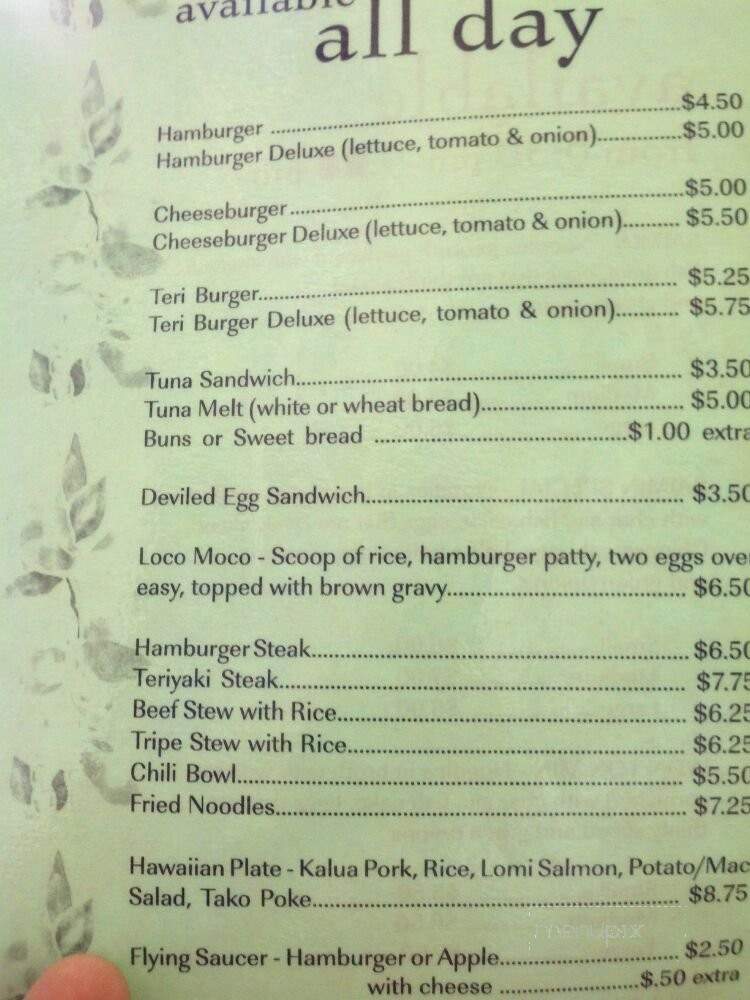 available
all day
Hamburger ........ $4.50
Hamburger Deluxe (lettuce, tomato & onion)........ $5.00
Cheeseburger........ $5.00
Cheeseburger Deluxe (lettuce, tomato & onion)........ $5.50
Teri Burger........ $5.25
Teri Burger Deluxe (lettuce, tomato & onion)........ $5.75
Tuna Sandwich........ $3.50
Tuna Melt (white or wheat bread)........ $5.00
Buns or Sweet bread ........ $1.00 extra
Deviled Egg Sandwich........ $3.50
Loco Moco - Scoop of rice, hamburger patty, two eggs over
easy, topped with brown gravy........ $6.50
Hamburger Steak........ $6.50
Teriyaki Steak........ $7.75
Beef Stew with Rice........ $6.25
Tripe Stew with Rice........ $6.25
Chili Bowl........ $5.50
Fried Noodles........ $7.25
Hawaiian Plate - Kalua Pork, Rice, Lomi Salmon, Potato/Mac
Salad, Tako Poke........ $8.75
menupix
Flying Saucer - Hamburger or Apple........ $2.50
with cheese ........ $.50 extra